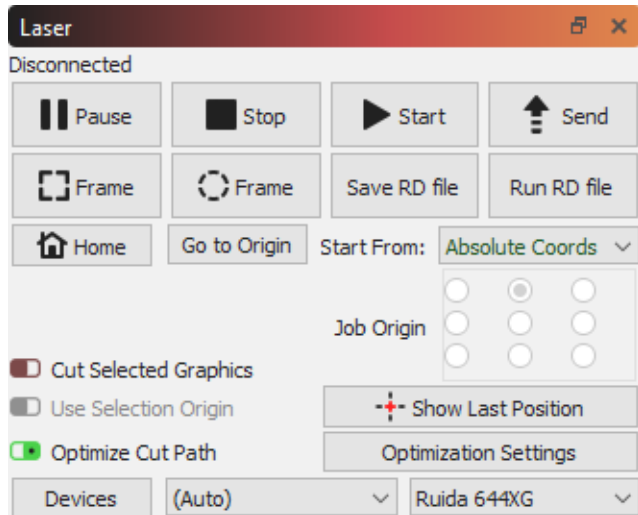 Laser
Disconnected
Pause Stop Start Send
Frame Frame Save RD file Run RD file
Home Go to Origin Start From: Absolute Coords
Job Origin
Cut Selected Graphics
Use Selection Origin Show Last Position
Optimize Cut Path Optimization Settings
Devices (Auto) Ruida 644XG